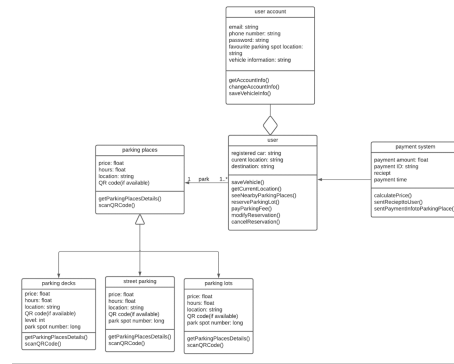 user account
email: string
phone number: string
password: string
favourite parking spot location:
string
vehicle information: string
getAccountInfo()
changeAccountInfo()
saveVehicleInfo()
user
registered car: string
curent location: string
destination: string
saveVehicle()
getCurrentLocation()
seeNearbyParkingPlaces()
reserveParkingLot()
payParkingFee()
modifyReservation()
cancelReservation()
parking places
price: float
hours: float
location: string
QR code(if available)
getParkingPlacesDetails()
scanQRCode()
1 park 1..*
payment system
payment amount: float
payment ID: string
reciept
payment time
calculatePrice()
sentReciepttoUser()
sentPaymentInfotoParkingPlace()
parking decks
price: float
hours: float
location: string
QR code(if available)
level: int
park spot number: long
getParkingPlacesDetails()
scanQRCode()
street parking
price: float
hours: float
location: string
QR code(if available)
park spot number: long
getParkingPlacesDetails()
scanQRCode()
parking lots
price: float
hours: float
location: string
QR code(if available)
park spot number: long
getParkingPlacesDetails()
scanQRCode()